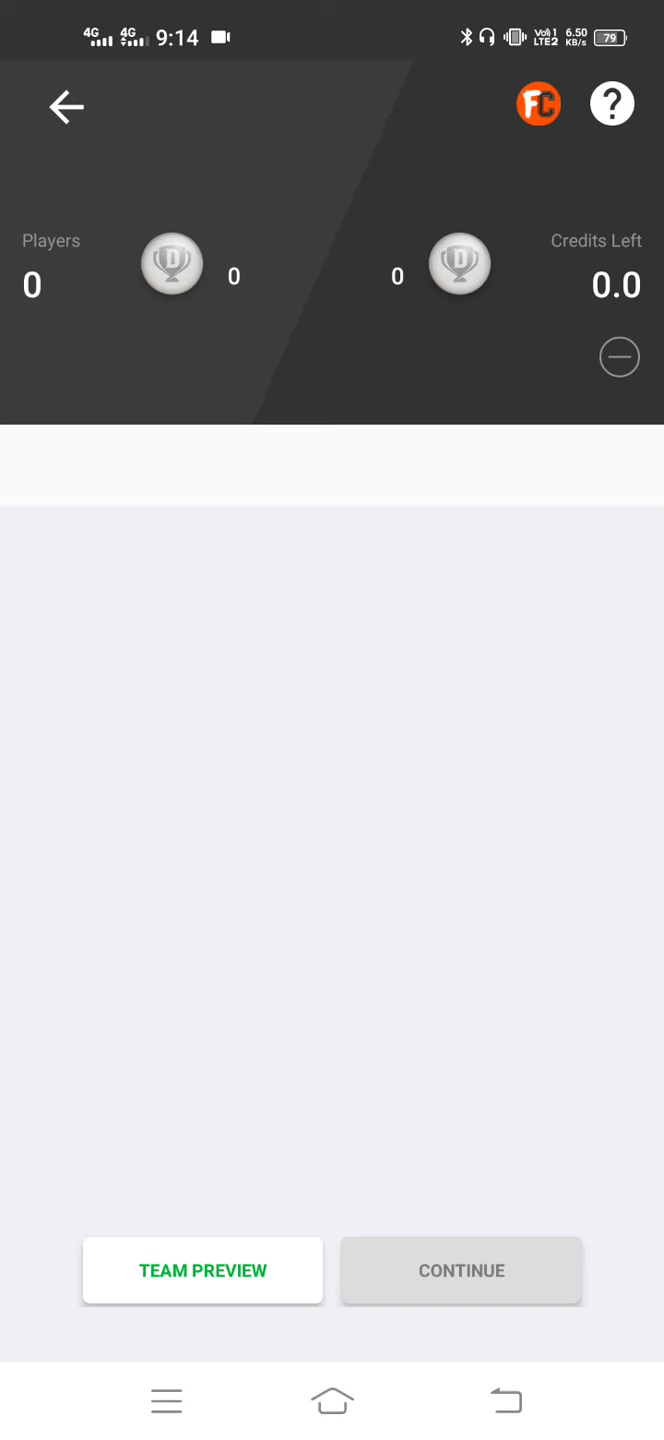 4G 4G 9:14 Vo)) 1 LTE2 6.50 KB/s 79
FC ?
Players Credits Left
0 D 0 0 D 0.0
TEAM PREVIEW CONTINUE